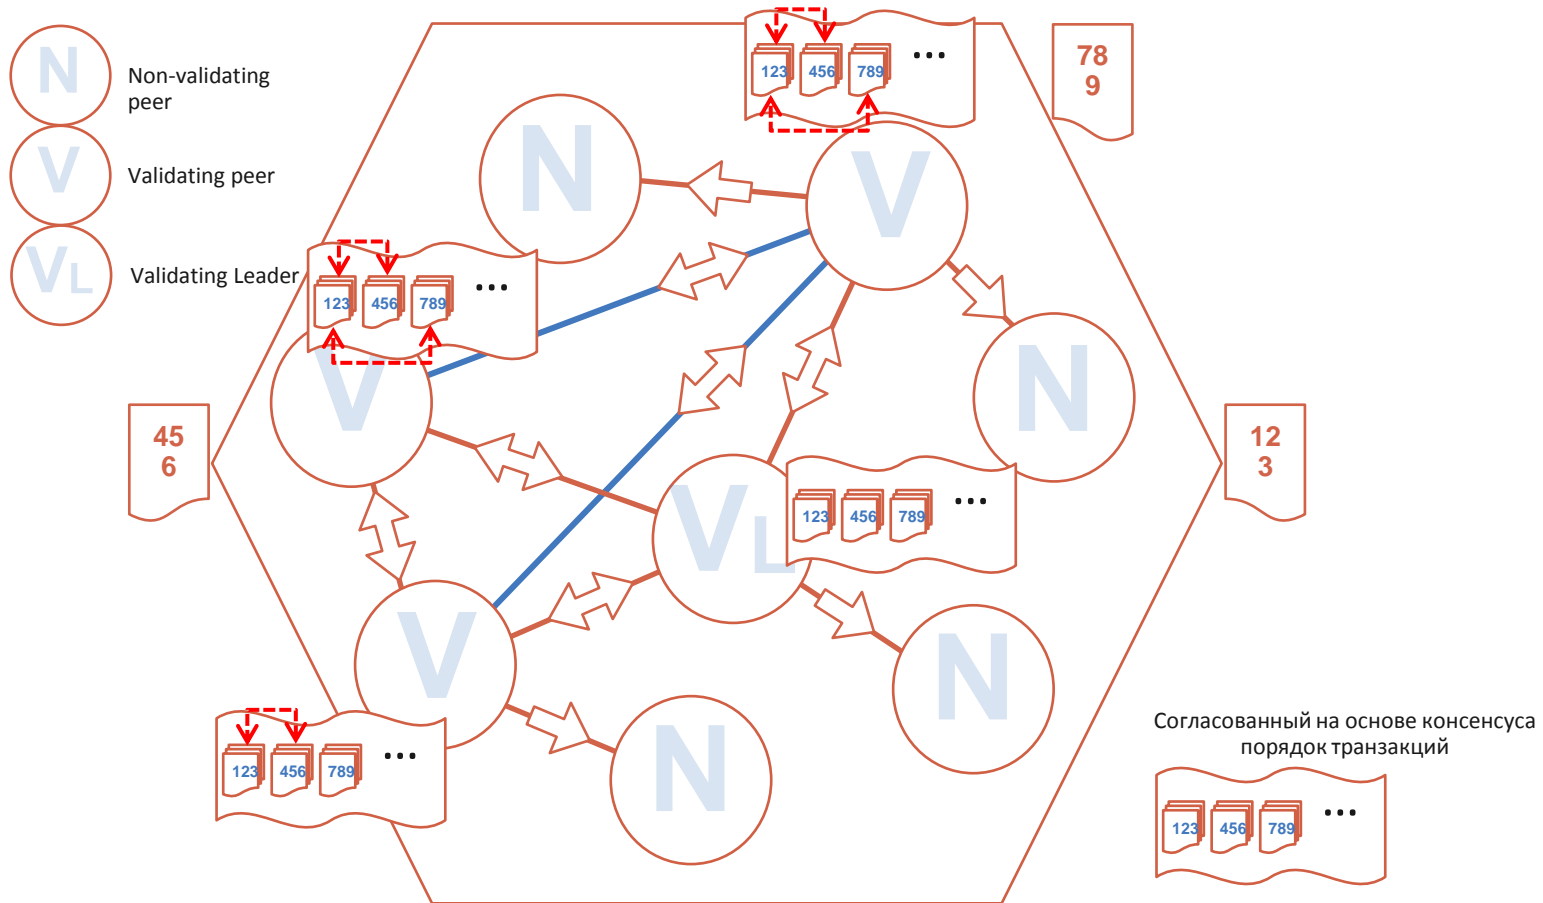 N
Non-validating
peer
V
Validating peer
VL
Validating Leader
123 456 789 ...
78
9
N
V
123 456 789 ...
V
N
45
6
12
3
VL
123 456 789 ...
V
N
N
123 456 789 ...
Согласованный на основе консенсуса
порядок транзакций
123 456 789 ...